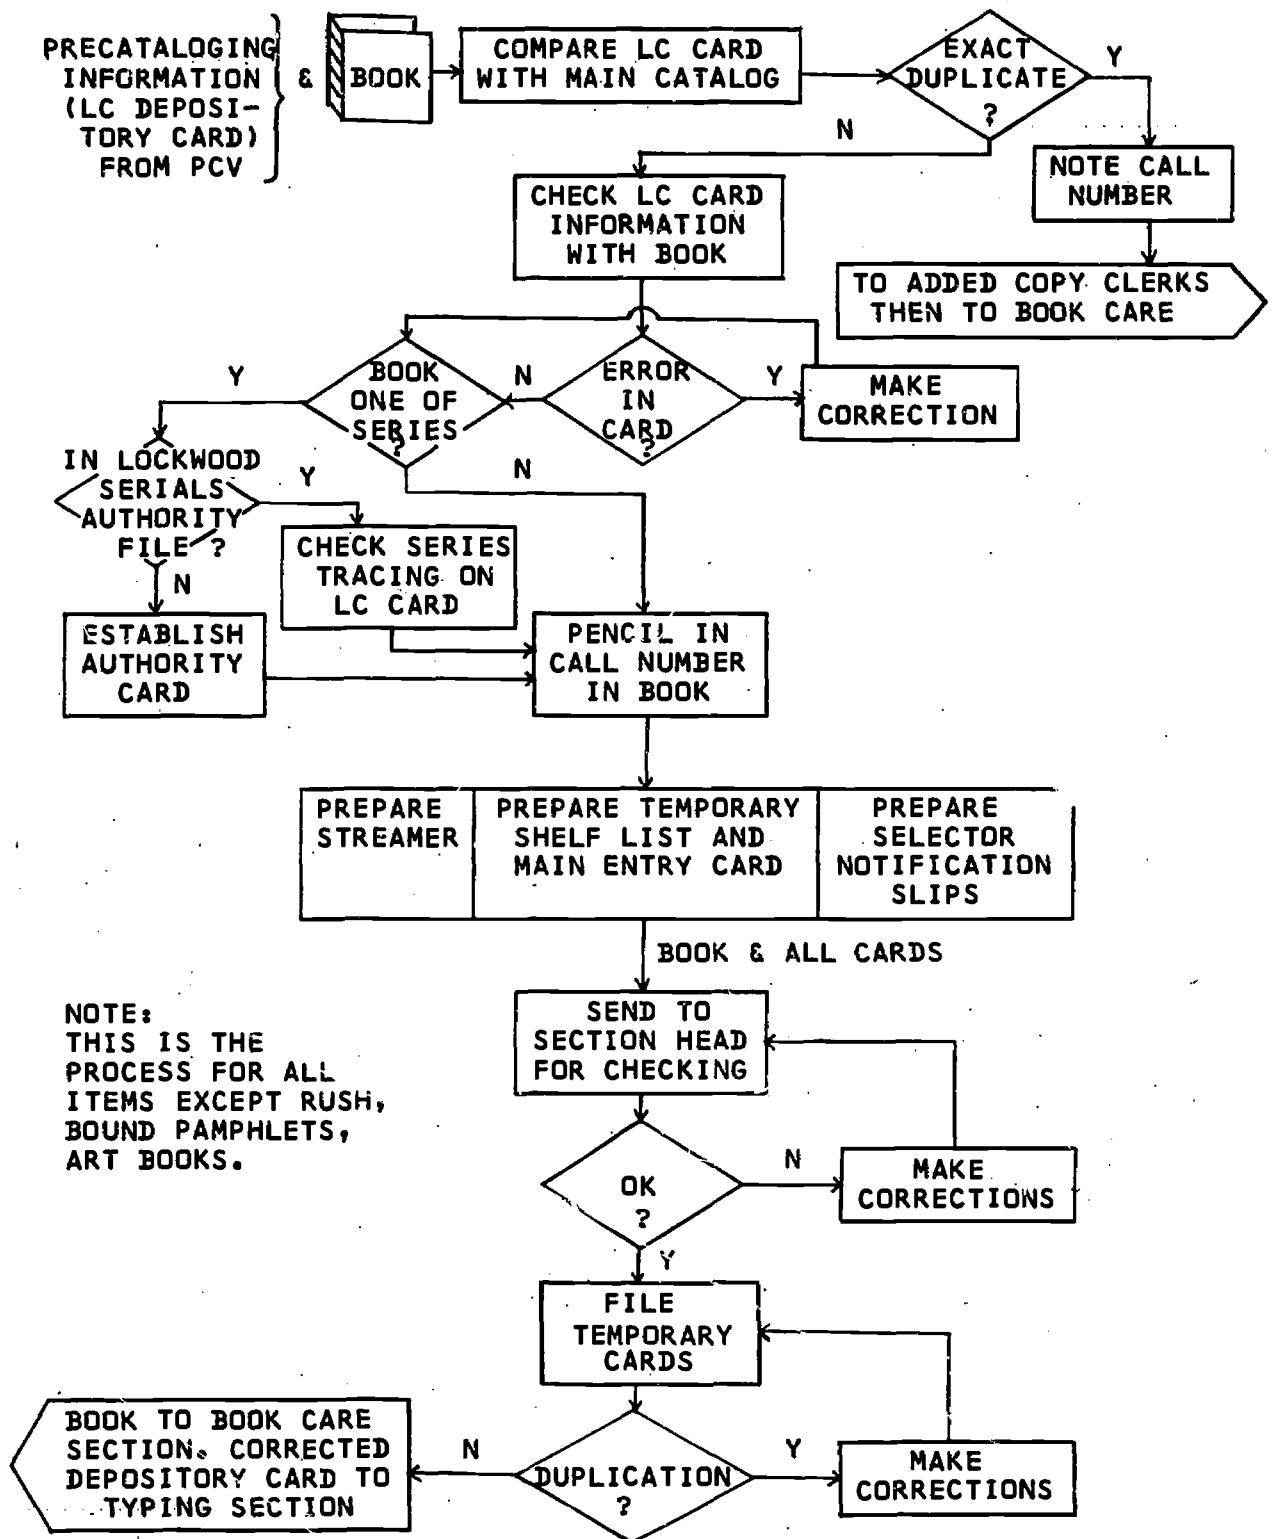 PRECATALOGING
INFORMATION
(LC DEPOSI-
TORY CARD)
FROM PCV
&
BOOK
COMPARE LC CARD
WITH MAIN CATALOG
EXACT
DUPLICATE
?
Y
N
NOTE CALL
NUMBER
TO ADDED COPY CLERKS
THEN TO BOOK CARE
CHECK LC CARD
INFORMATION
WITH BOOK
ERROR
IN
CARD
?
Y
MAKE
CORRECTION
N
BOOK
ONE OF
SERIES
?
Y
N
IN LOCKWOOD
SERIALS
AUTHORITY
FILE ?
Y
CHECK SERIES
TRACING ON
LC CARD
N
ESTABLISH
AUTHORITY
CARD
PENCIL IN
CALL NUMBER
IN BOOK
PREPARE
STREAMER
PREPARE TEMPORARY
SHELF LIST AND
MAIN ENTRY CARD
PREPARE
SELECTOR
NOTIFICATION
SLIPS
BOOK & ALL CARDS
SEND TO
SECTION HEAD
FOR CHECKING
NOTE:
THIS IS THE
PROCESS FOR ALL
ITEMS EXCEPT RUSH,
BOUND PAMPHLETS,
ART BOOKS.
OK
?
N
MAKE
CORRECTIONS
Y
FILE
TEMPORARY
CARDS
DUPLICATION
?
Y
MAKE
CORRECTIONS
N
BOOK TO BOOK CARE
SECTION. CORRECTED
DEPOSITORY CARD TO
TYPING SECTION